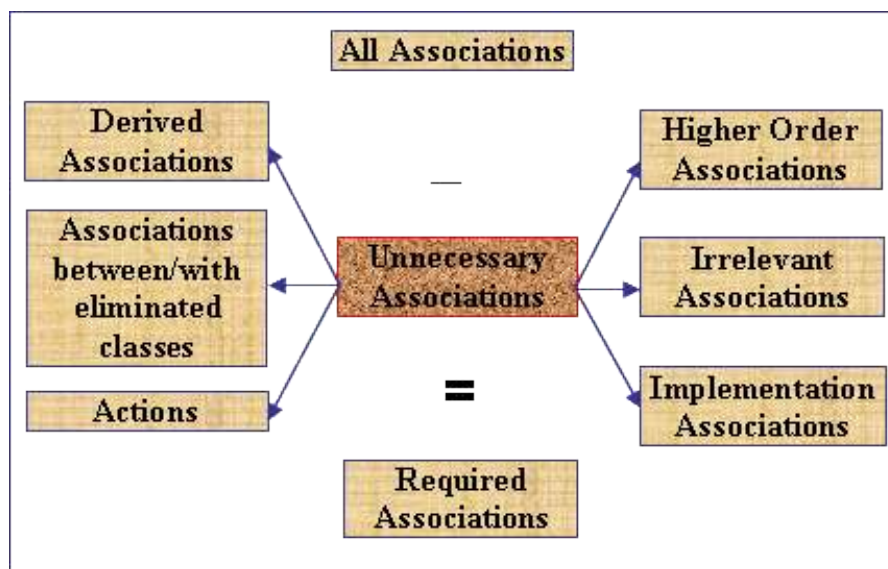 All Associations
Derived
Associations
Higher Order
Associations
—
Associations
between/with
eliminated
classes
Unnecessary
Associations
Irrelevant
Associations
Actions
=
Implementation
Associations
Required
Associations